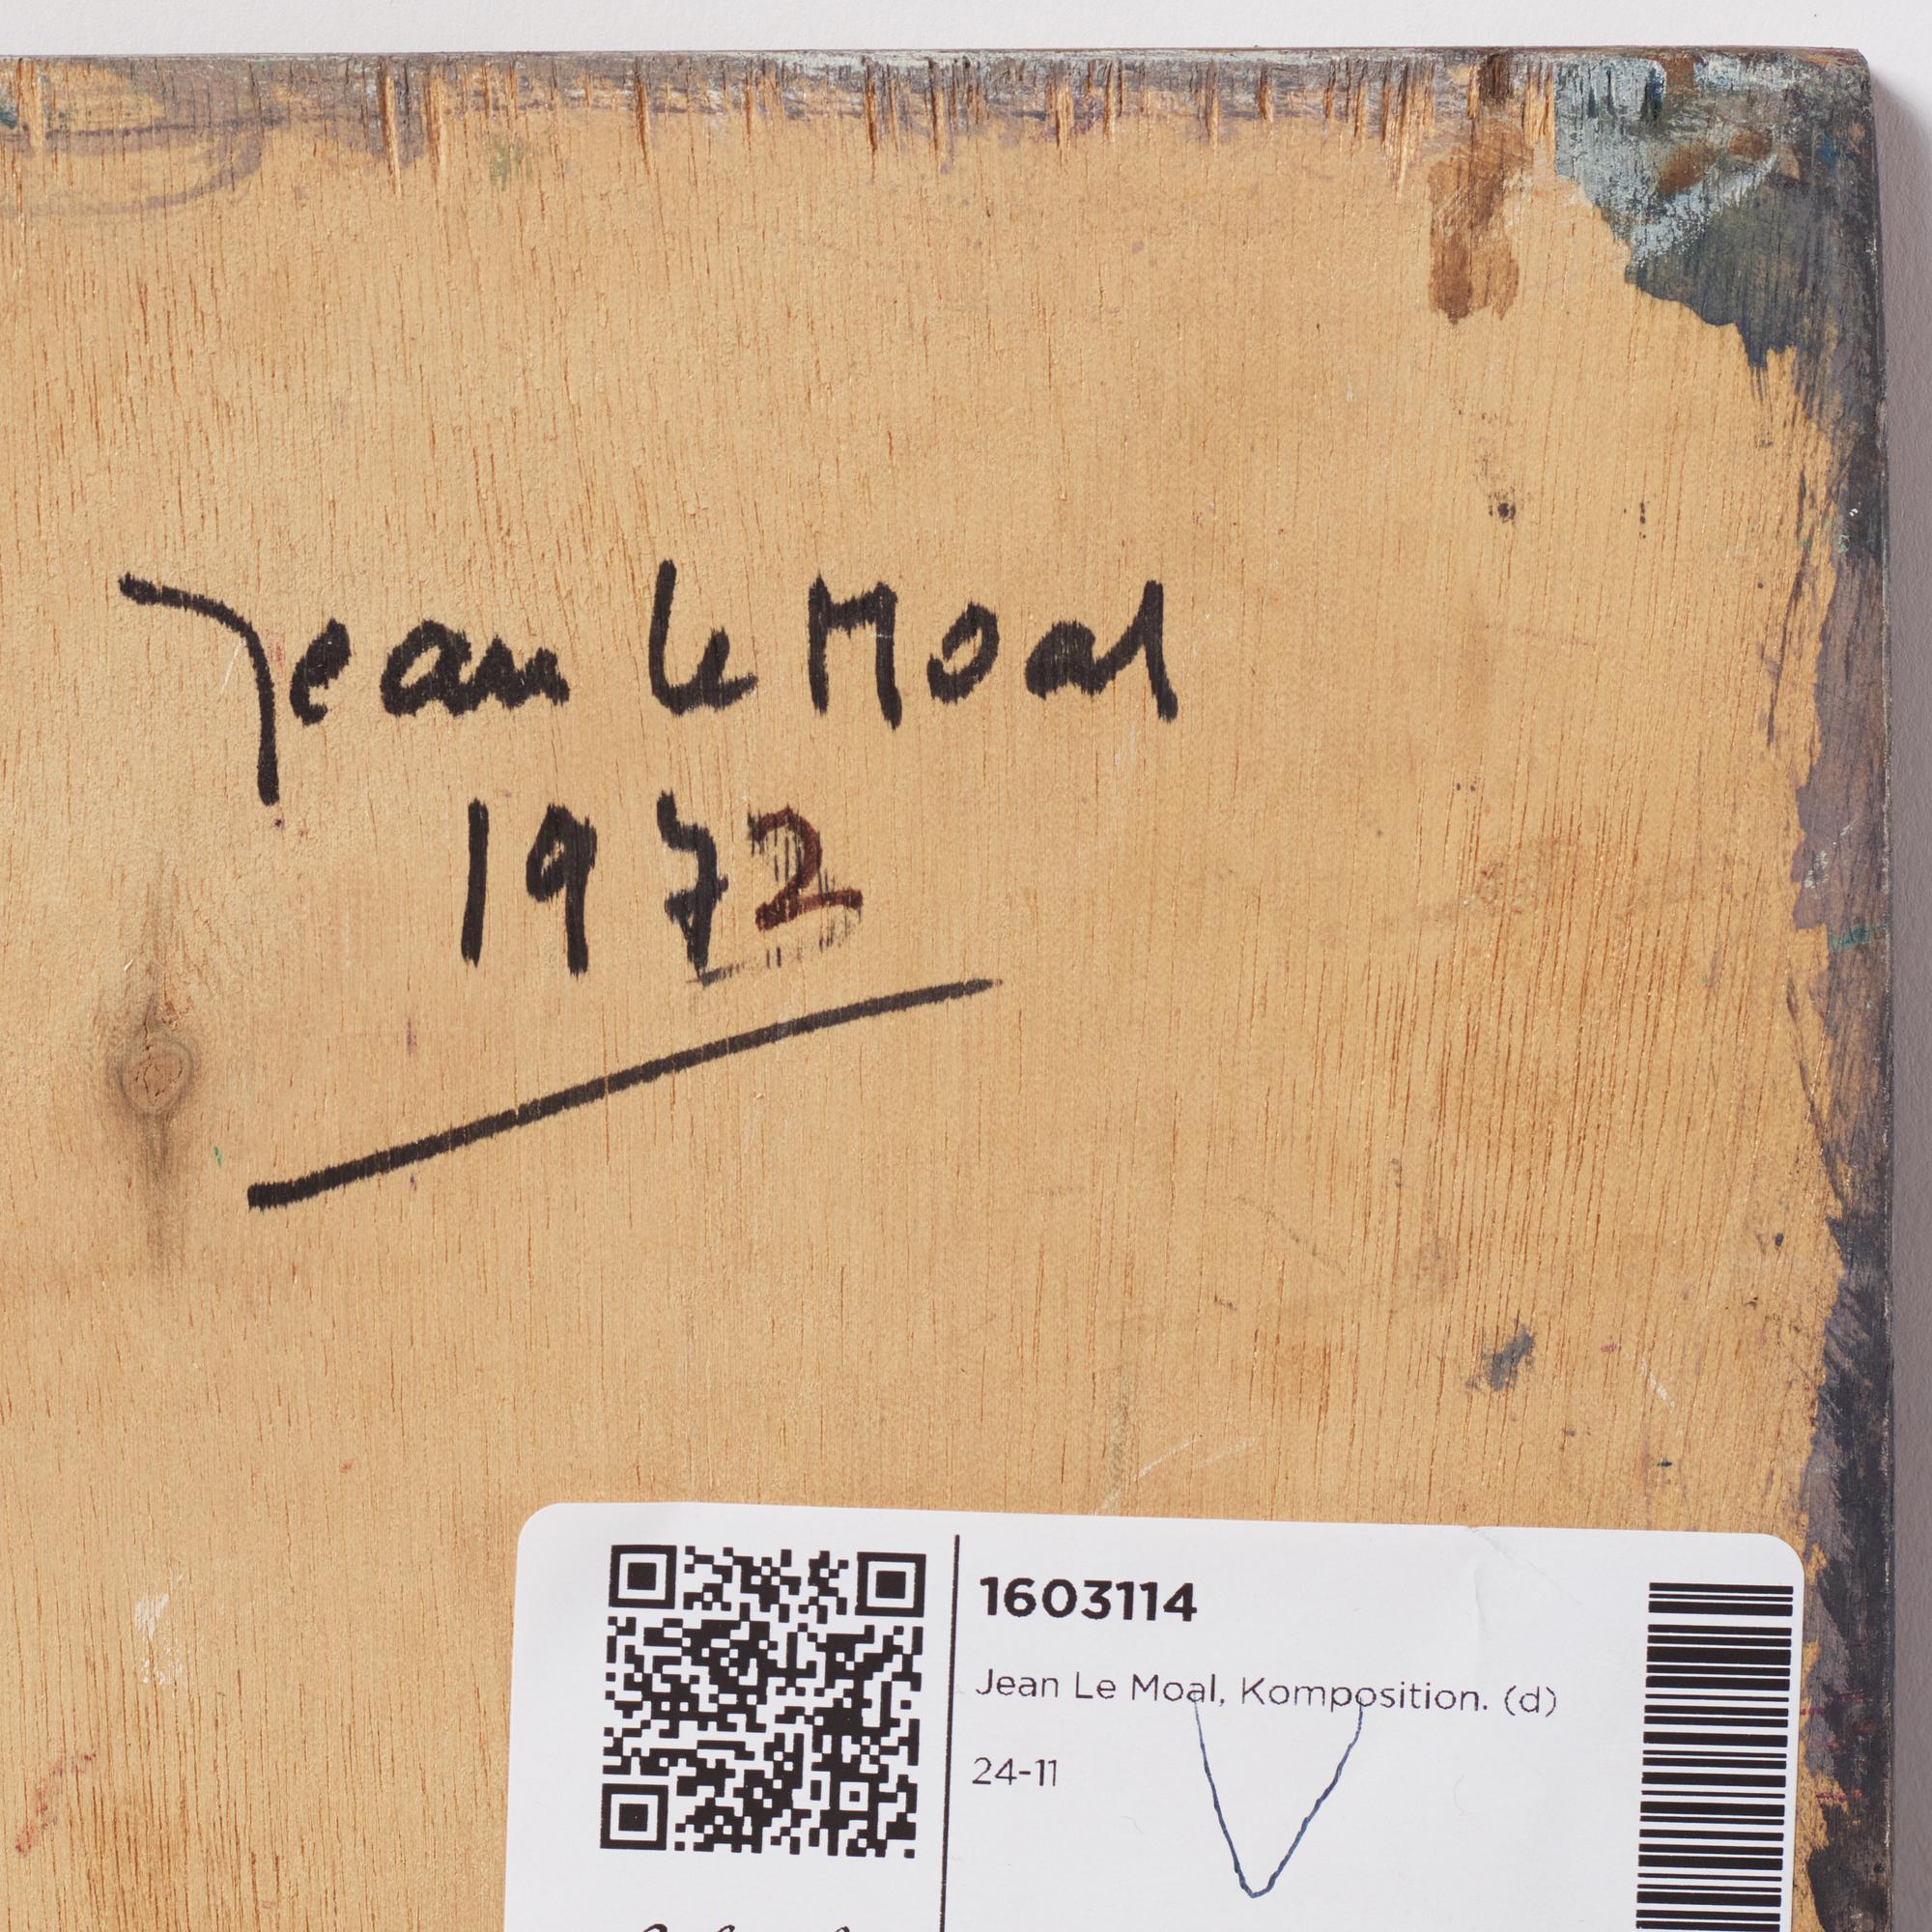 Jean le Moal
1972
1603114
Jean Le Moal, Komposition. (d)
24-11